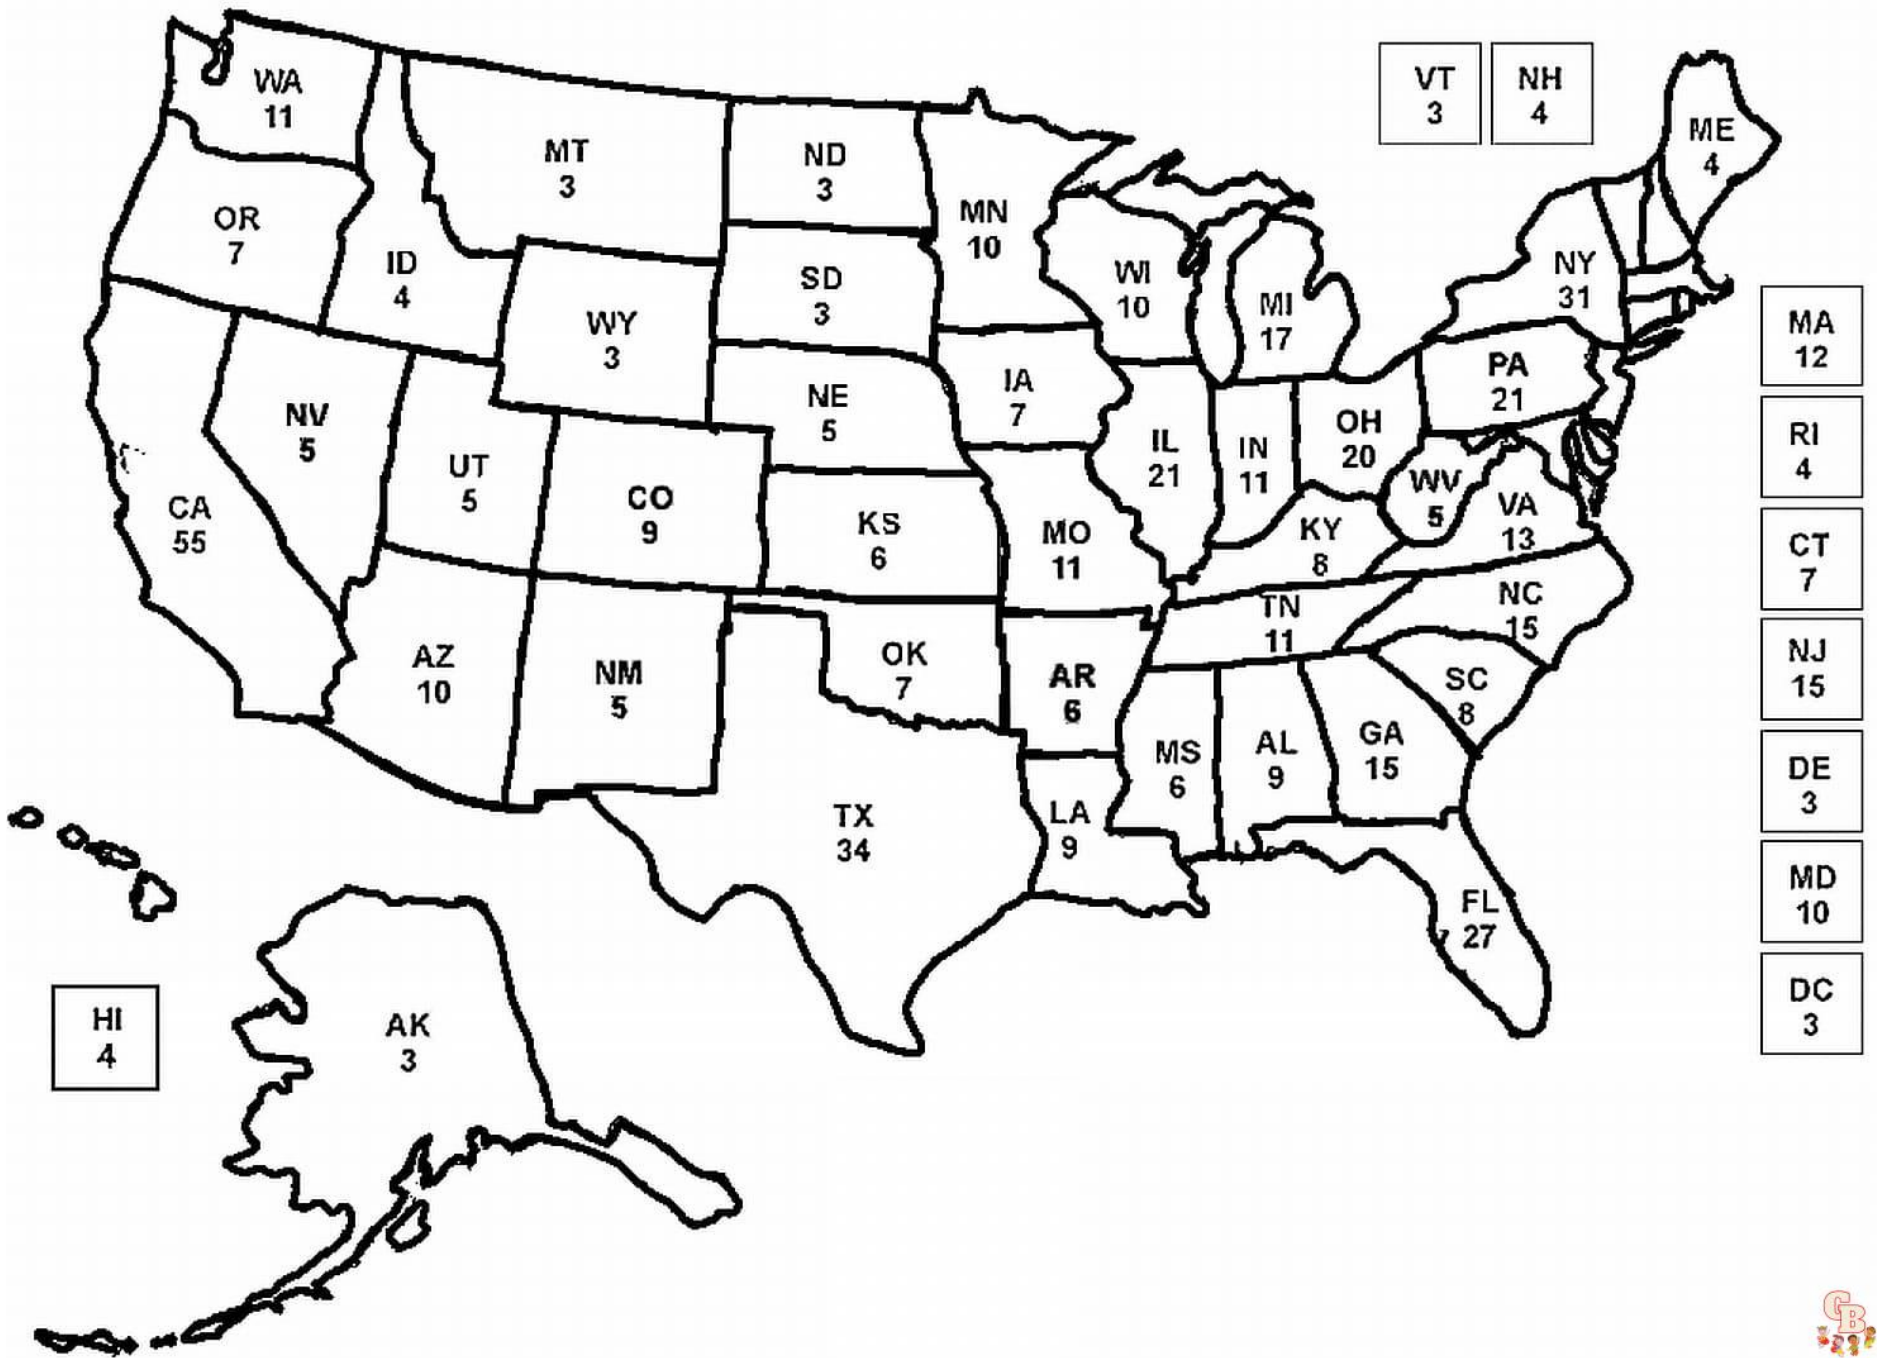 WA
11
OR
7
CA
55
ID
4
NV
5
MT
3
WY
3
UT
5
CO
9
AZ
10
NM
5
ND
3
SD
3
NE
5
KS
6
OK
7
TX
34
MN
10
IA
7
MO
11
AR
6
LA
9
WI
10
IL
21
MI
17
IN
11
OH
20
KY
8
TN
11
MS
6
AL
9
GA
15
FL
27
SC
8
NC
15
VA
13
WV
5
PA
21
NY
31
ME
4
VT
3
NH
4
MA
12
RI
4
CT
7
NJ
15
DE
3
MD
10
DC
3
HI
4
AK
3
GB